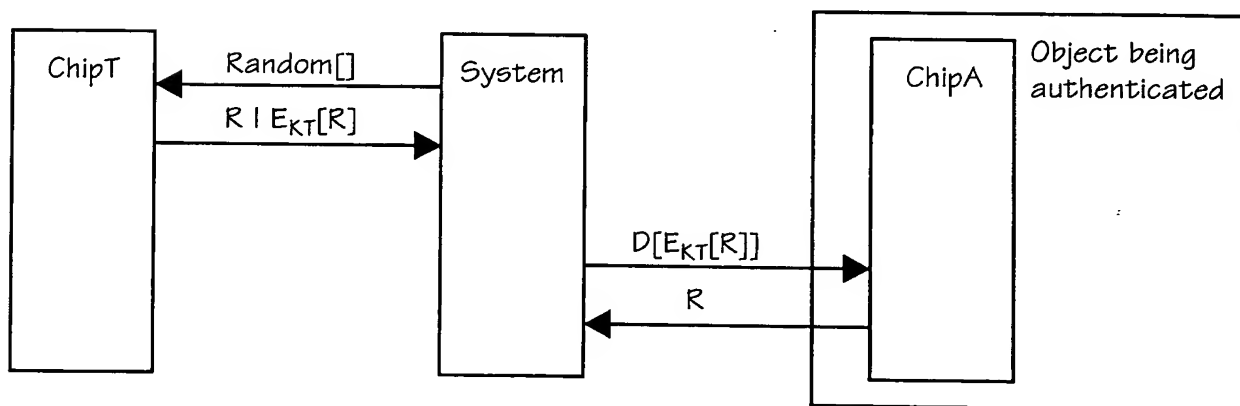 ChipT
Random[]
R | E_KT[R]
System
D[E_KT[R]]
R
ChipA
Object being
authenticated